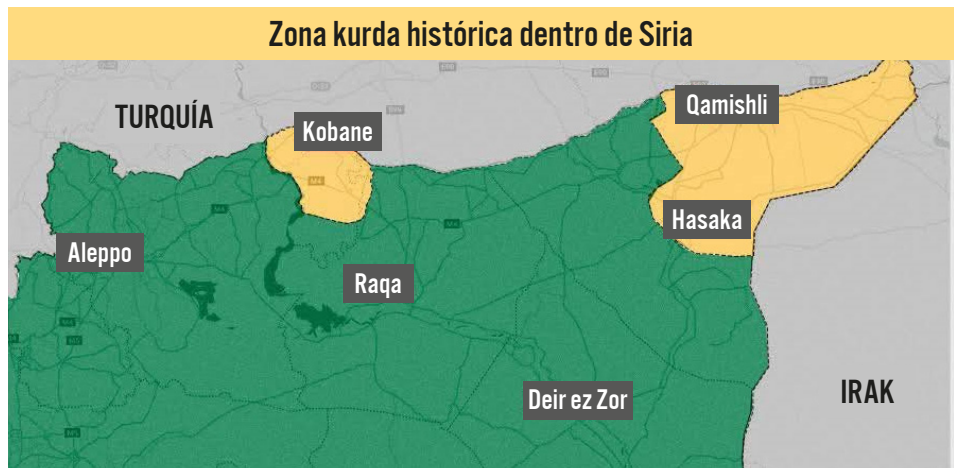 Zona kurda histórica dentro de Siria
TURQUÍA
Kobane
Qamishli
Hasaka
Aleppo
Raqa
Deir ez Zor
IRAK